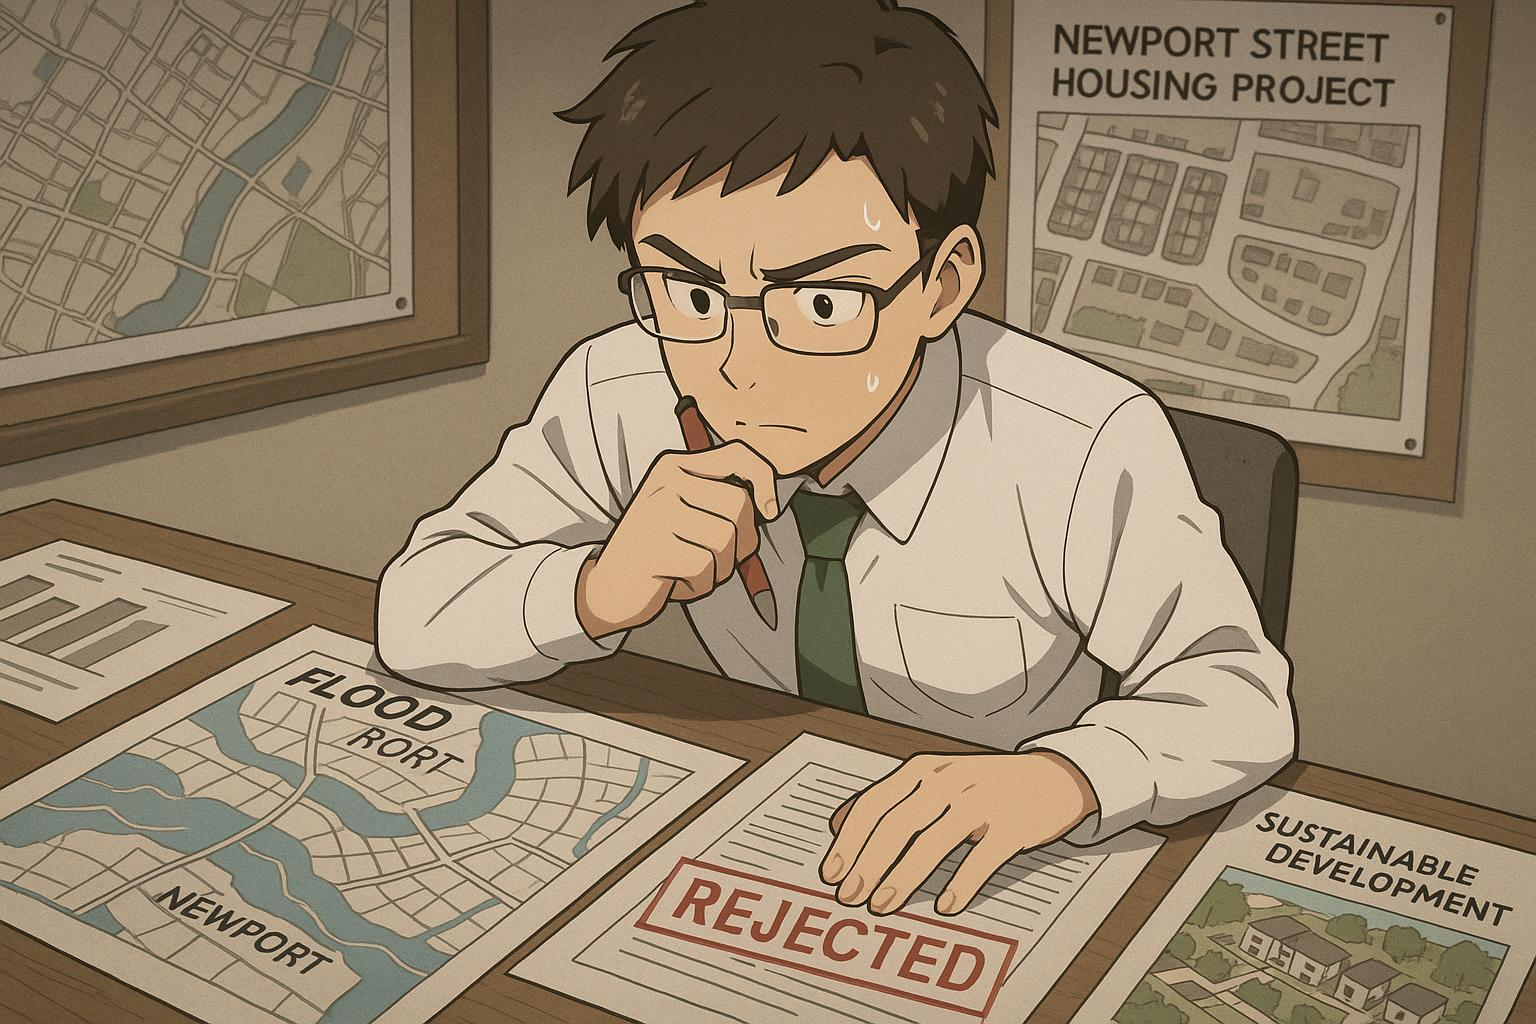 NEWPORT STREET
HOUSING PROJECT
FLOOD
RORT
NEWPORT
REJECTED
SUSTAINABLE
DEVELOPMENT